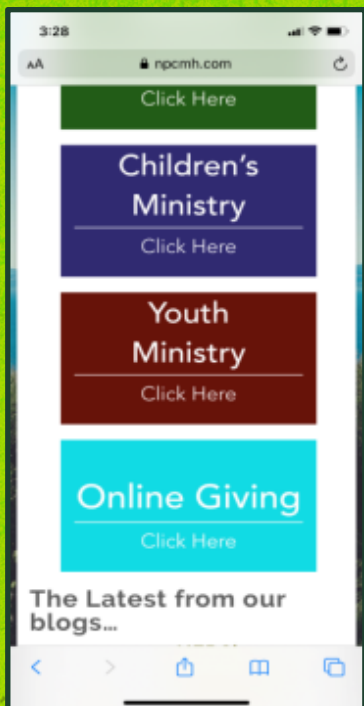 3:28
AA npcmh.com
Click Here
Children's
Ministry
Click Here
Youth
Ministry
Click Here
Online Giving
Click Here
The Latest from our
blogs...